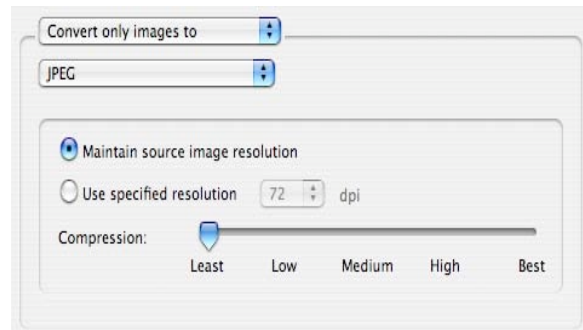 Convert only images to
JPEG
Maintain source image resolution
Use specified resolution 72 dpi
Compression:
Least Low Medium High Best